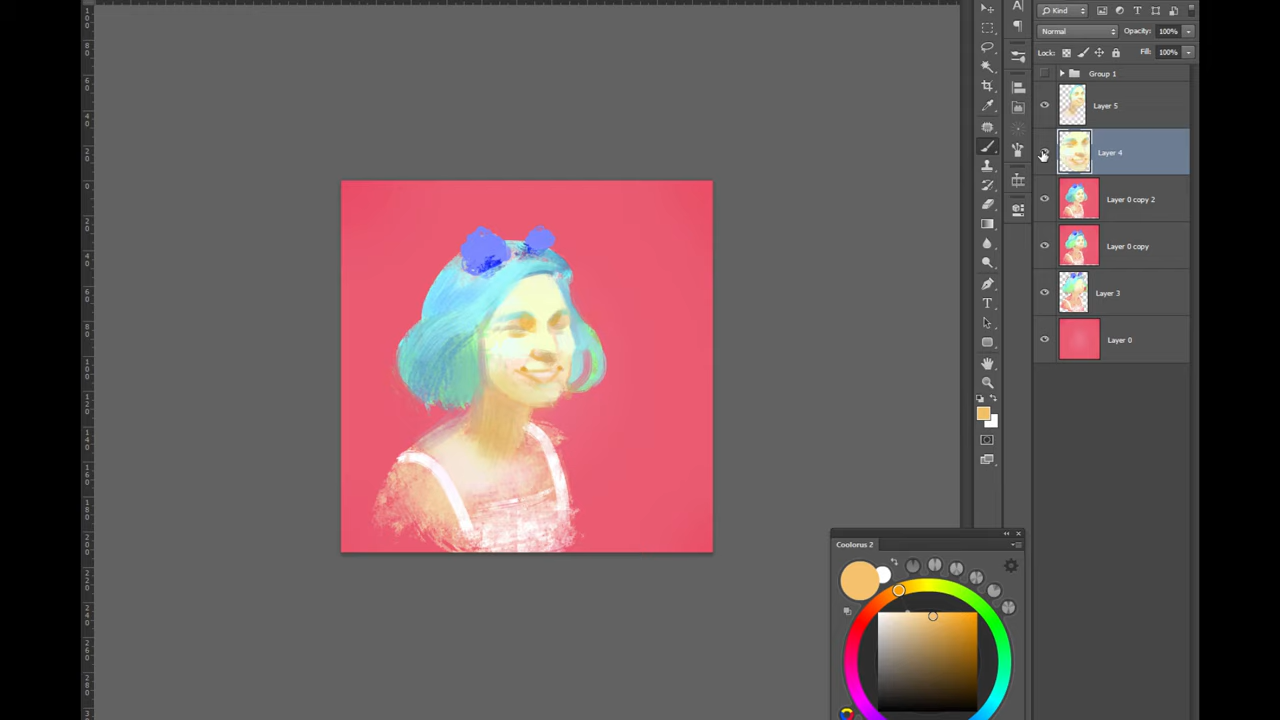 Kind
Normal
Opacity: 100%
Lock:
Fill: 100%
Group 1
Layer 5
Layer 4
Layer 0 copy 2
Layer 0 copy
Layer 3
Layer 0
Coolorus 2